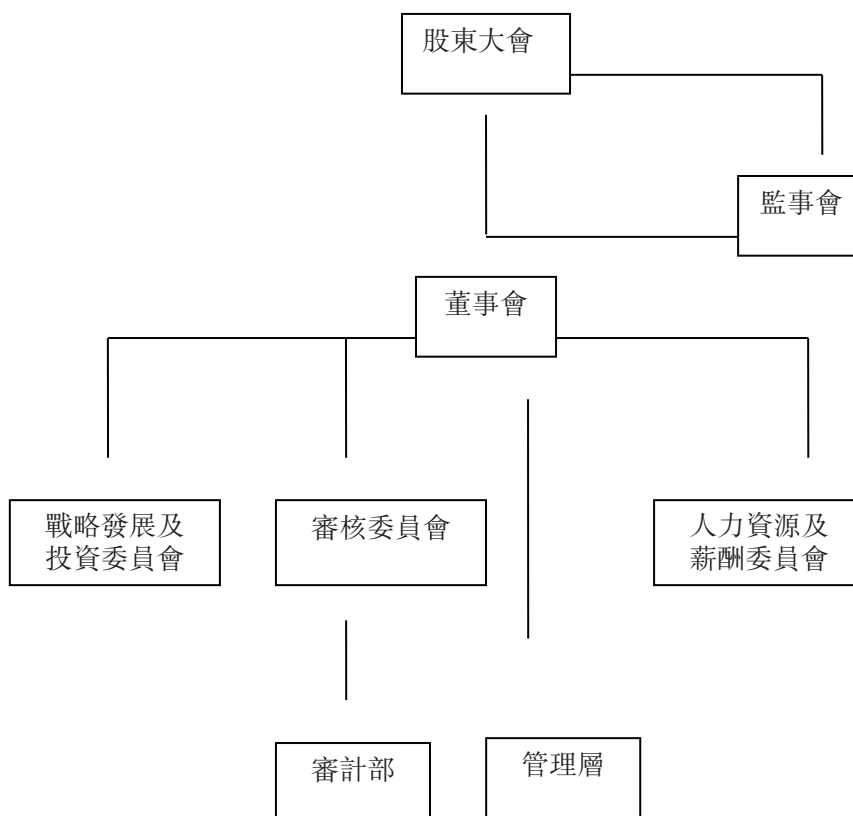 股東大會
監事會
董事會
戰略發展及
投資委員會
審核委員會
人力資源及
薪酬委員會
審計部
管理層